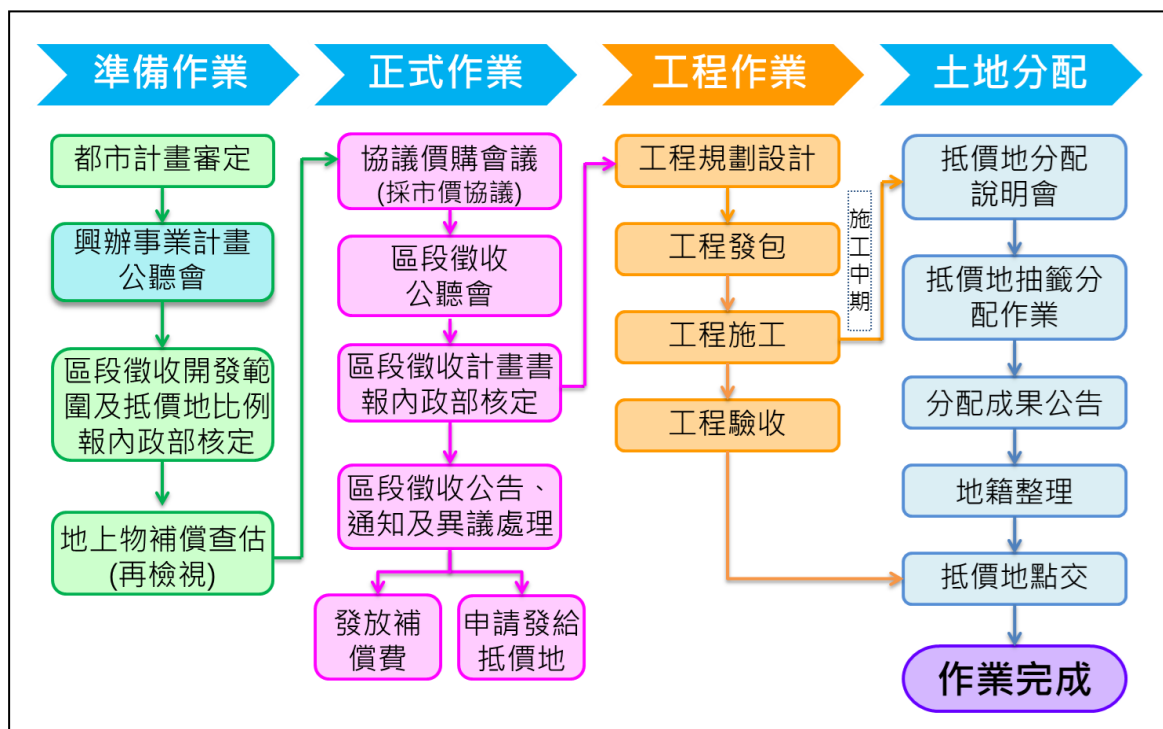 準備作業
正式作業
工程作業
土地分配
都市計畫審定
興辦事業計畫
公聽會
區段徵收開發範
圍及抵價地比例
報內政部核定
地上物補償查估
(再檢視)
協議價購會議
(採市價協議)
區段徵收
公聽會
區段徵收計畫書
報內政部核定
區段徵收公告、
通知及異議處理
發放補
償費
申請發給
抵價地
工程規劃設計
工程發包
工程施工
工程驗收
施工中期
抵價地分配
說明會
抵價地抽籤分
配作業
分配成果公告
地籍整理
抵價地點交
作業完成